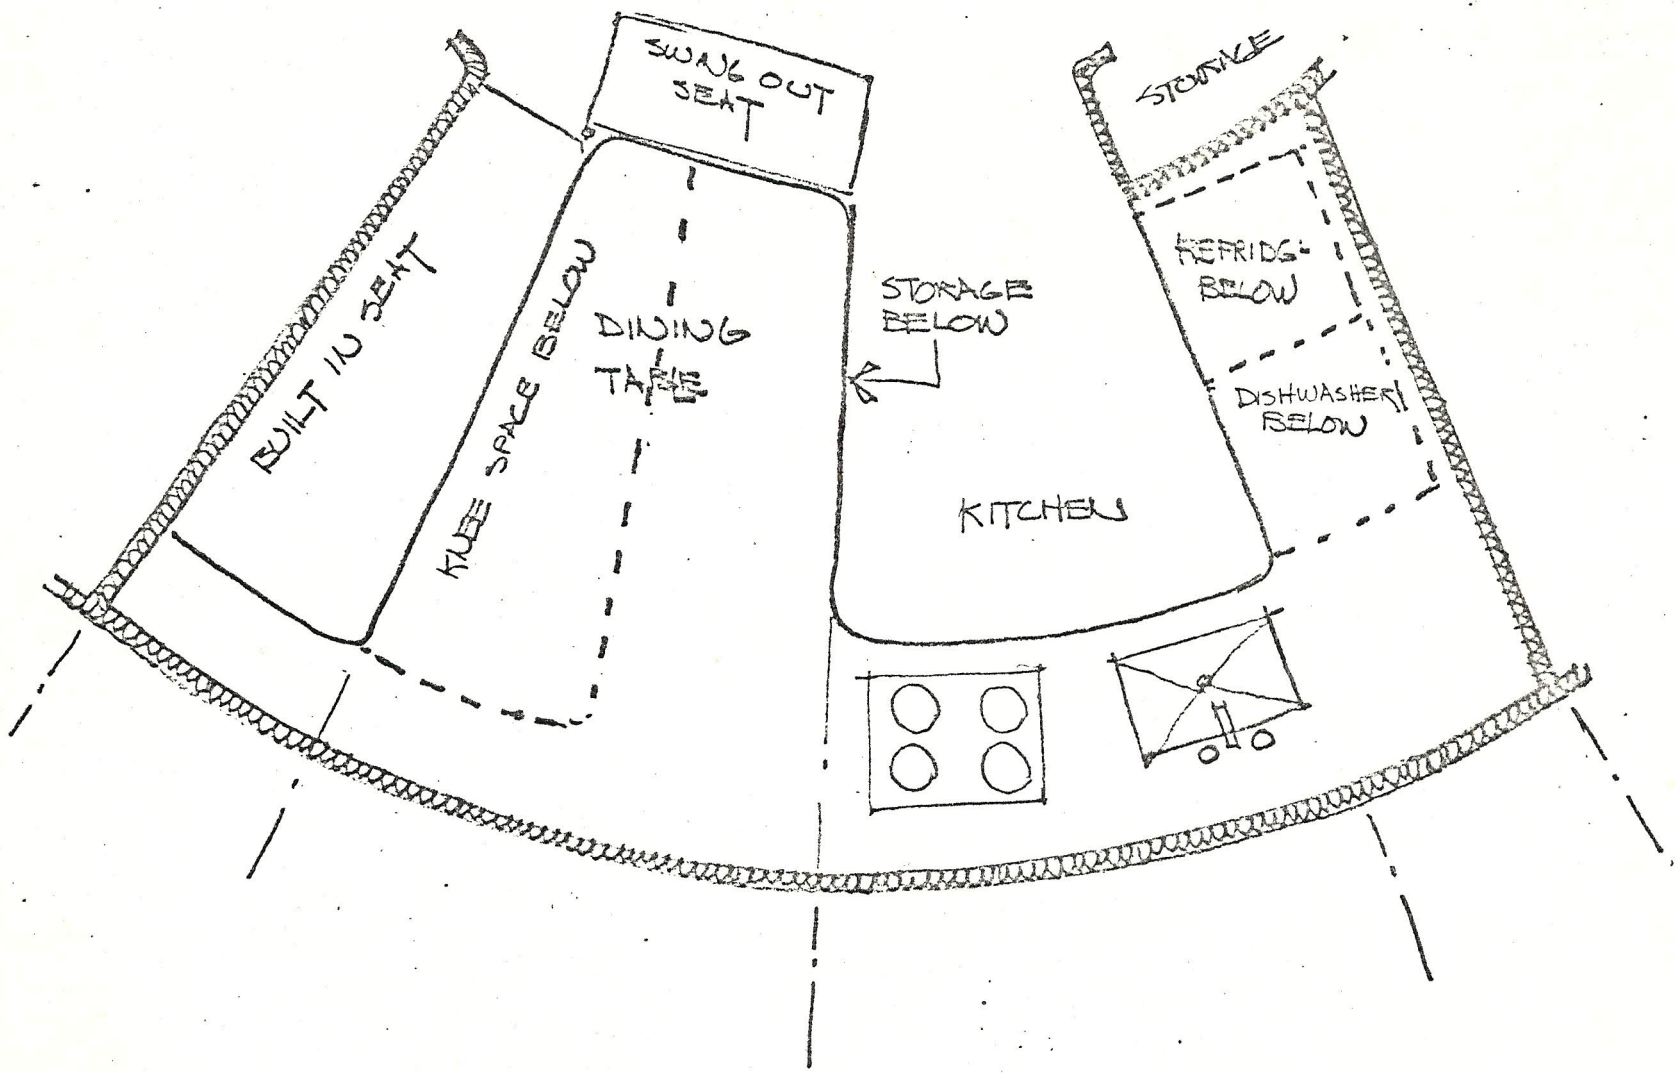 SWING OUT
SEAT
STORAGE
BUILT IN SEAT
KNEE SPACE BELOW
DINING
TABLE
STORAGE
BELOW
KITCHEN
REFRIDG-
BELOW
DISHWASHER
BELOW